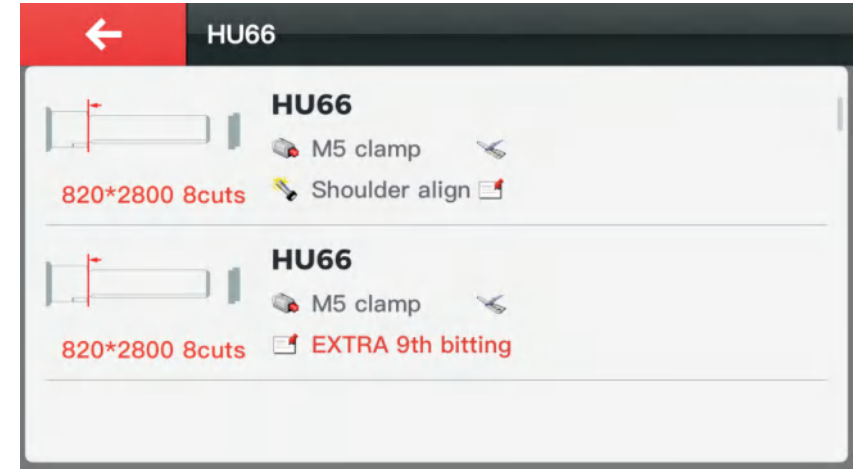 HU66
HU66
M5 clamp
820*2800 8cuts
Shoulder align
HU66
M5 clamp
820*2800 8cuts
EXTRA 9th bitting